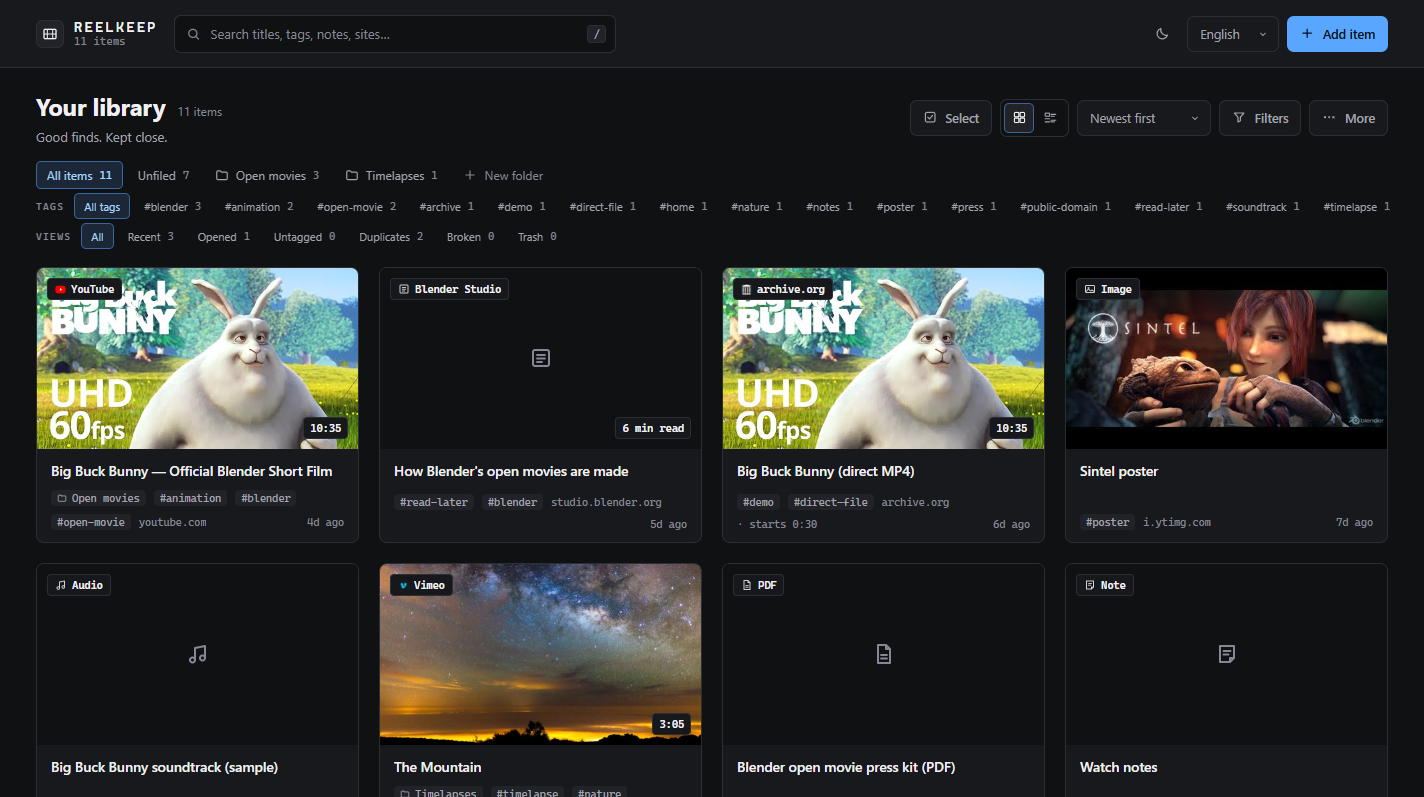 REELKEEP
11 items
Search titles, tags, notes, sites...
/
English
+ Add item
Your library 11 items
Good finds. Kept close.
Select
Newest first
Filters
More
All items 11 Unfiled 7 Open movies 3 Timelapses 1 + New folder
TAGS All tags #blender 3 #animation 2 #open-movie 2 #archive 1 #demo 1 #direct-file 1 #home 1 #nature 1 #notes 1 #poster 1 #press 1 #public-domain 1 #read-later 1 #soundtrack 1 #timelapse 1
VIEWS All Recent 3 Opened 1 Untagged 0 Duplicates 2 Broken 0 Trash 0
YouTube
BUNNY
UHD
60fps
10:35
Big Buck Bunny — Official Blender Short Film
Open movies #animation #blender
#open-movie youtube.com 4d ago
Blender Studio
6 min read
How Blender's open movies are made
#read-later #blender studio.blender.org
5d ago
archive.org
BUNNY
UHD
60fps
10:35
Big Buck Bunny (direct MP4)
#demo #direct-file archive.org
· starts 0:30 6d ago
Image
SINTEL
blender
Sintel poster
#poster i.ytimg.com 7d ago
Audio
Big Buck Bunny soundtrack (sample)
Vimeo
3:05
The Mountain
Timelapses #timelapse #nature
PDF
Blender open movie press kit (PDF)
Note
Watch notes